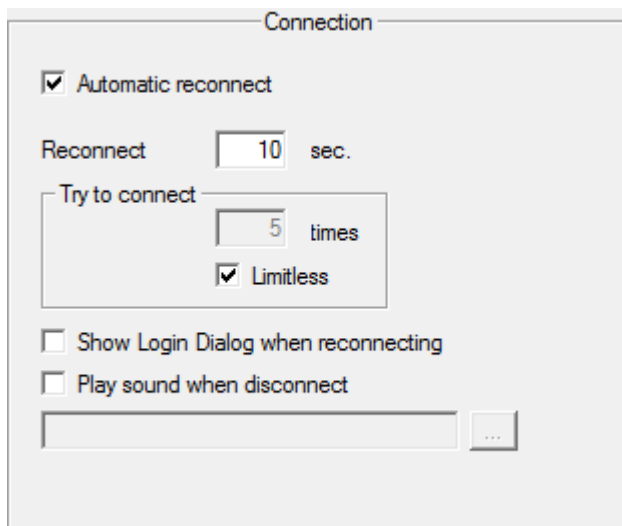 Connection
Automatic reconnect
Reconnect 10 sec.
Try to connect
5 times
Limitless
Show Login Dialog when reconnecting
Play sound when disconnect
...